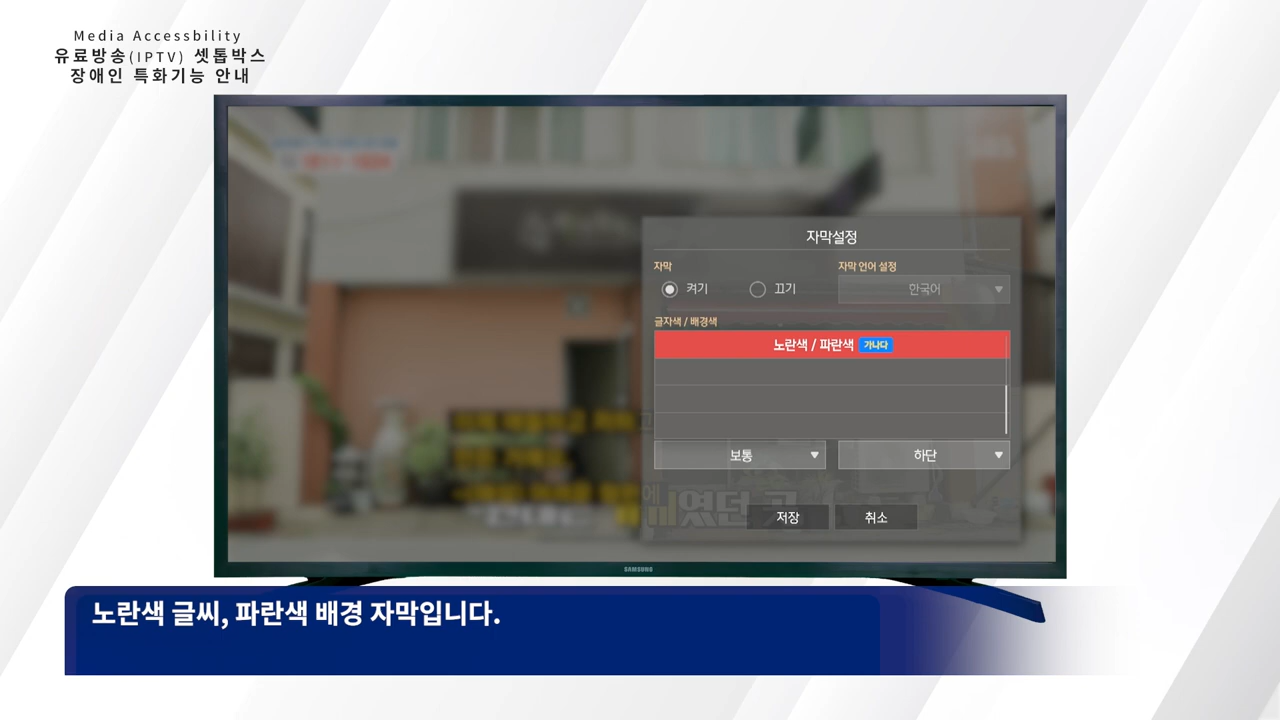 Media Accessbility
유료방송(IPTV) 셋톱박스
장애인 특화기능 안내
자막설정
자막
자막 언어 설정
켜기
끄기
한국어
글자색 / 배경색
노란색 / 파란색 가나다
보통
하단
에
였던 곳
저장
취소
SAMSUNG
노란색 글씨, 파란색 배경 자막입니다.